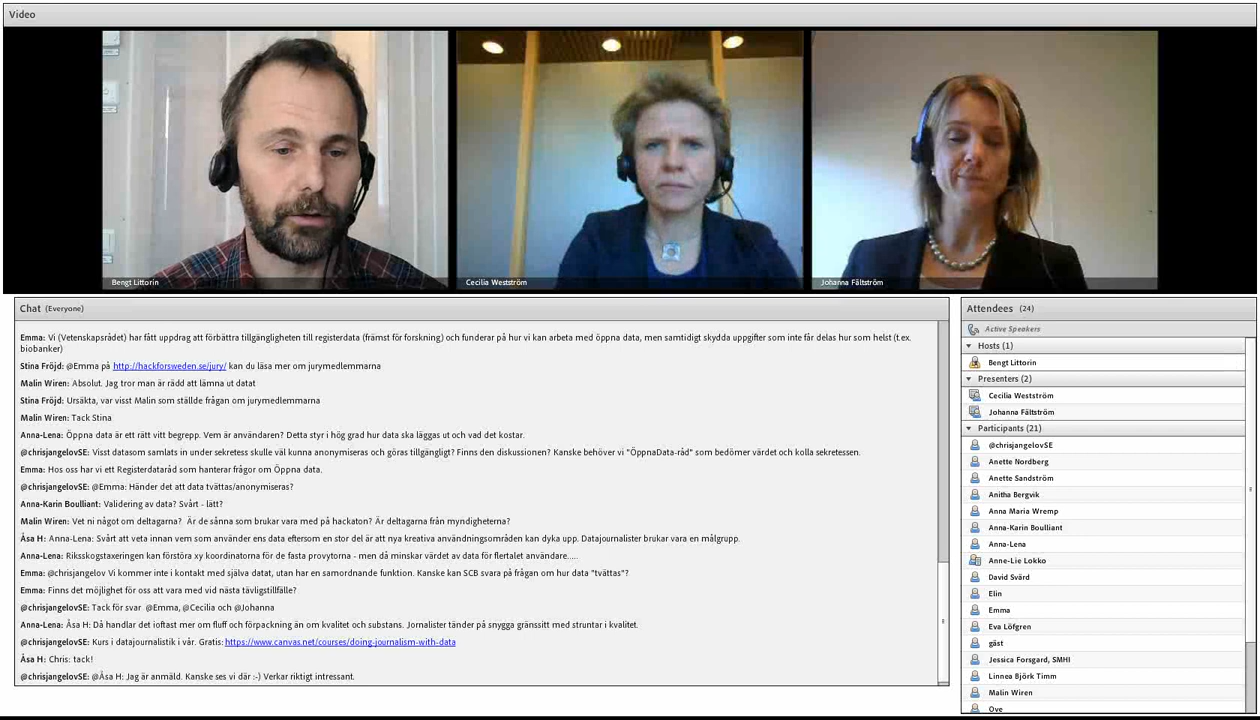 Video
Bengt Littorin
Cecilia Westström
Johanna Fältström
Chat (Everyone)
Emma: Vi (Vetenskapsrådet) har fått uppdrag att förbättra tillgängligheten till registerdata (främst för forskning) och funderar på hur vi kan arbeta med öppna data, men samtidigt skydda uppgifter som inte får delas hur som helst (t.ex.
biobanker)
Stina Fröjd: @Emma på http://hackforsweden.se/jury/ kan du läsa mer om jurymedlemmarna
Malin Wiren: Absolut. Jag tror man är rädd att lämna ut datat
Stina Fröjd: Ursäkta, var visst Malin som ställde frågan om jurymedlemmarna
Malin Wiren: Tack Stina
Anna-Lena: Öppna data är ett rätt vitt begrepp. Vem är användaren? Detta styr i hög grad hur data ska läggas ut och vad det kostar.
@chrisjangelovSE: Visst datasom samlats in under sekretess skulle väl kunna anonymiseras och göras tillgängligt? Finns den diskussionen? Kanske behöver vi "ÖppnaData-råd" som bedömer värdet och kolla sekretessen.
Emma: Hos oss har vi ett Registerdataråd som hanterar frågor om Öppna data.
@chrisjangelovSE: @Emma: Händer det att data tvättas/anonymiseras?
Anna-Karin Boulliant: Validering av data? Svårt - lätt?
Malin Wiren: Vet ni något om deltagarna? Är de sånna som brukar vara med på hackaton? Är deltagarna från myndigheterna?
Åsa H: Anna-Lena: Svårt att veta innan vem som använder ens data eftersom en stor del är att nya kreativa användningsområden kan dyka upp. Datajournalister brukar vara en målgrupp.
Anna-Lena: Riksskogstaxeringen kan förstöra xy koordinatorna för de fasta provytorna - men då minskar värdet av data för flertalet användare.....
Emma: @chrisjangelov Vi kommer inte i kontakt med själva datat, utan har en samordnande funktion. Kanske kan SCB svara på frågan om hur data "tvättas"?
Emma: Finns det möjlighet för oss att vara med vid nästa tävligstillfälle?
@chrisjangelovSE: Tack för svar @Emma, @Cecilia och @Johanna
Anna-Lena: Åsa H: Då handlar det ioftast mer om fluff och förpackning än om kvalitet och substans. Jornalister tänder på snygga gränssitt med struntar i kvalitet.
@chrisjangelovSE: Kurs i datajournalistik i vår. Gratis: https://www.canvas.net/courses/doing-journalism-with-data
Åsa H: Chris: tack!
@chrisjangelovSE: @Åsa H: Jag är anmäld. Kanske ses vi där :-) Verkar riktigt intressant.
Attendees (24)
Active Speakers
Hosts (1)
Bengt Littorin
Presenters (2)
Cecilia Westström
Johanna Fältström
Participants (21)
@chrisjangelovSE
Anette Nordberg
Anette Sandström
Anitha Bergvik
Anna Maria Wremp
Anna-Karin Boulliant
Anna-Lena
Anne-Lie Lokko
David Svärd
Elin
Emma
Eva Löfgren
gäst
Jessica Forsgard, SMHI
Linnea Björk Timm
Malin Wiren
Ove